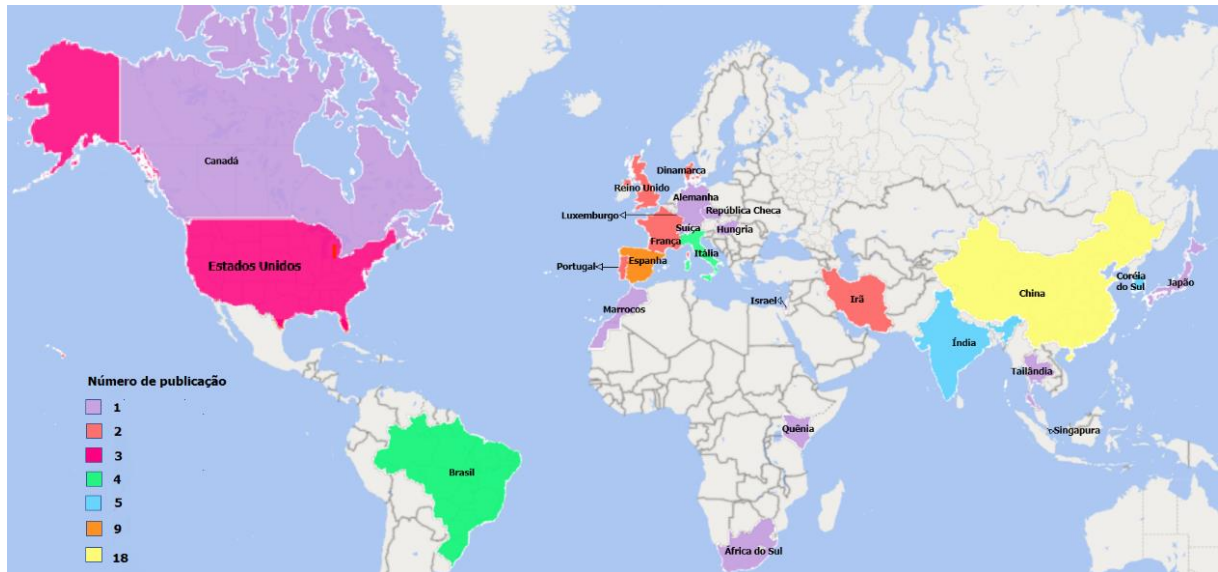 Canadá
Estados Unidos
Dinamarca
Reino Unido
Alemanha
Luxemburgo
República Checa
Suíça
Hungria
França
Itália
Portugal
Espanha
Marrocos
Israel
Irã
China
Coréia
do Sul
Japão
Índia
Tailândia
Singapura
Quênia
África do Sul
Brasil
Número de publicação
1
2
3
4
5
9
18